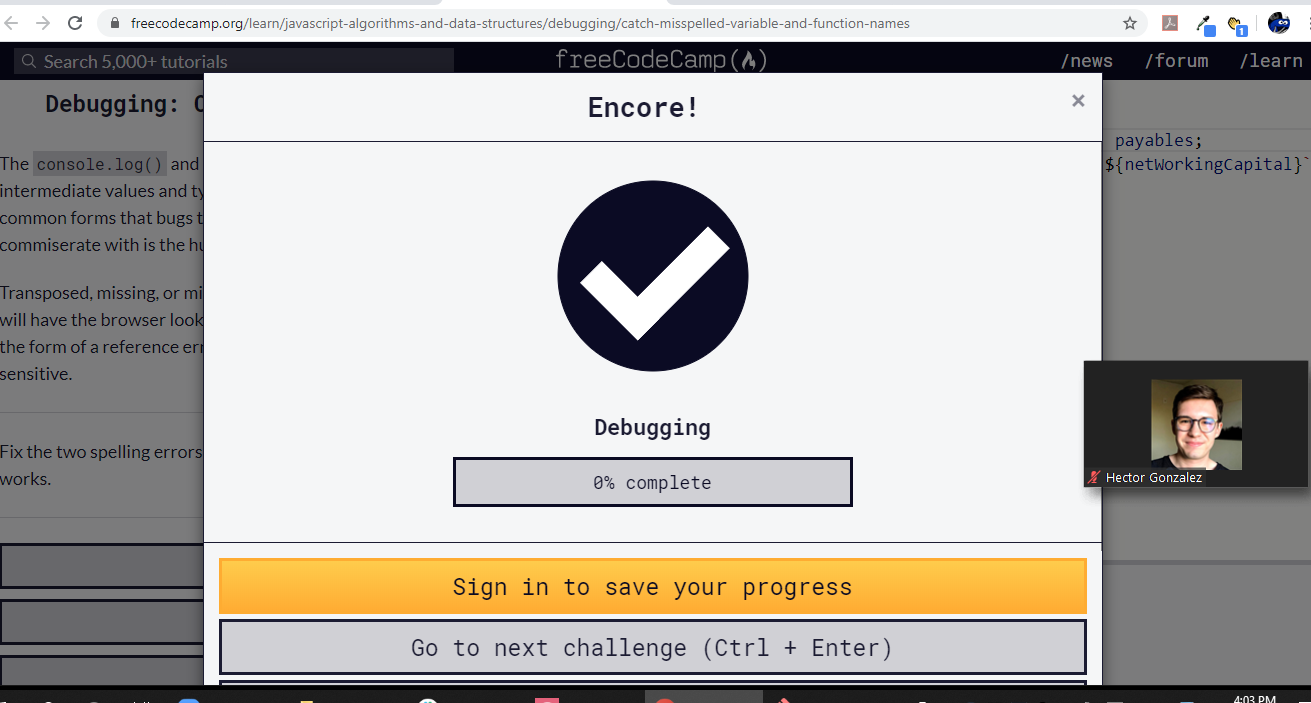 freecodecamp.org/learn/javascript-algorithms-and-data-structures/debugging/catch-misspelled-variable-and-function-names
1
Search 5,000+ tutorials
freeCodeCamp
/news /forum /learn
Debugging:
Encore!
×
The console.log() and
intermediate values and
common forms that bugs
commiserate with is the
payables;
${netWorkingCapital}`
Transposed, missing, or
will have the browser look
the form of a reference
sensitive.
Fix the two spelling errors
works.
Debugging
0% complete
Hector Gonzalez
Sign in to save your progress
Go to next challenge (Ctrl + Enter)
4:03 PM